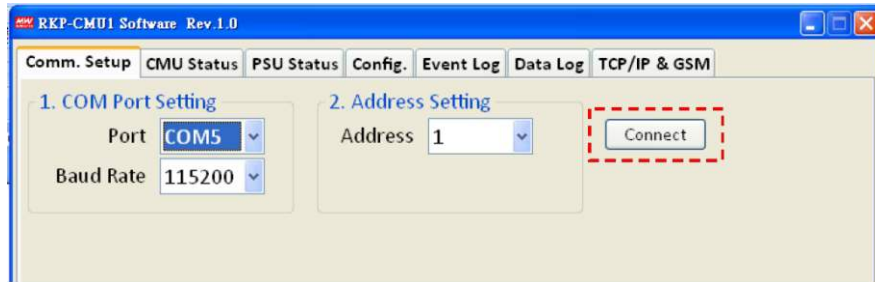 MW RKP-CMU1 Software Rev.1.0
Comm. Setup CMU Status PSU Status Config. Event Log Data Log TCP/IP & GSM
1. COM Port Setting
Port COM5
Baud Rate 115200
2. Address Setting
Address 1
Connect